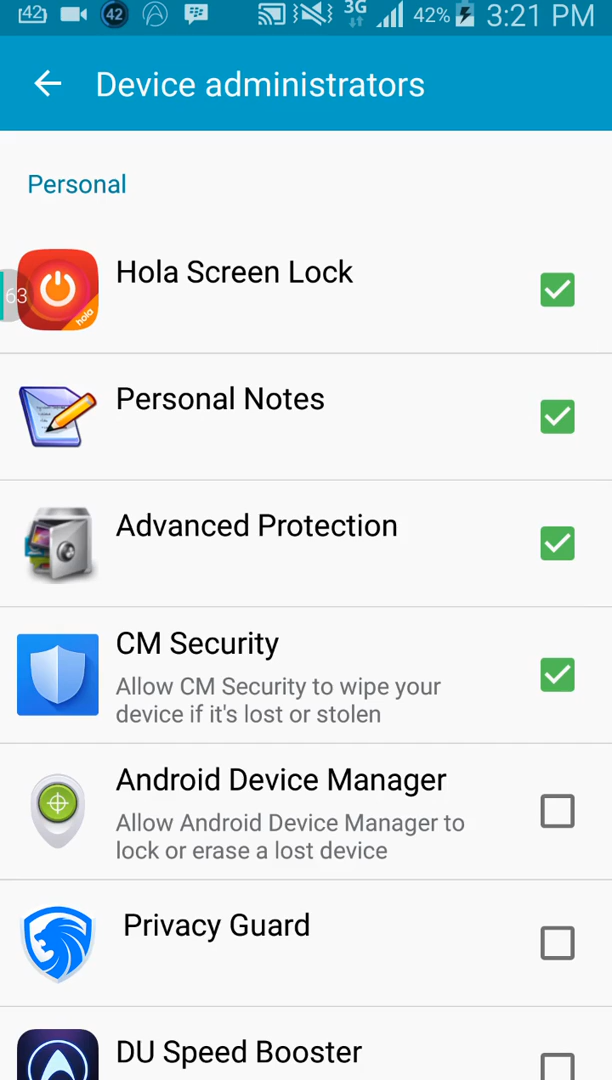 42 42 3G 42% 3:21 PM
Device administrators
Personal
Hola Screen Lock
63
hola
Personal Notes
Advanced Protection
CM Security
Allow CM Security to wipe your
device if it's lost or stolen
Android Device Manager
Allow Android Device Manager to
lock or erase a lost device
Privacy Guard
DU Speed Booster